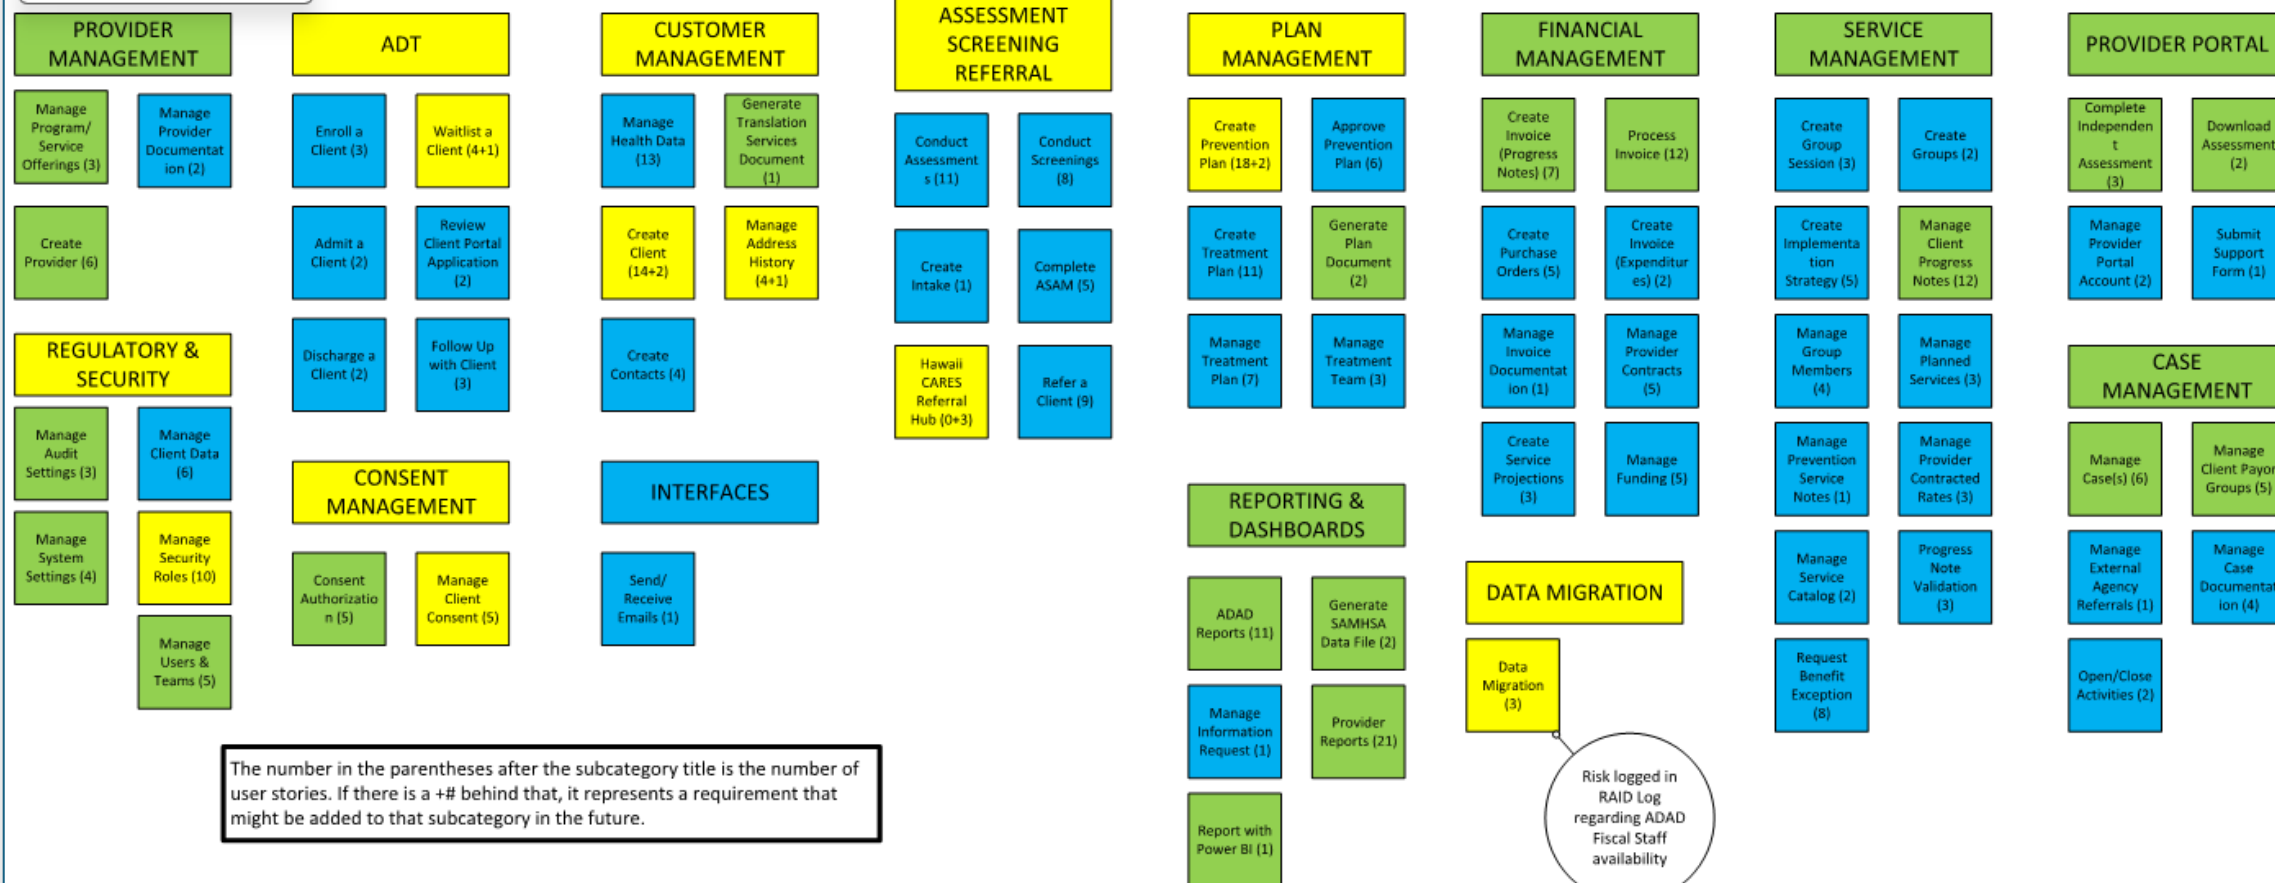 PROVIDER
MANAGEMENT
Manage
Program/
Service
Offerings (3)
Manage
Provider
Documentat
ion (2)
Create
Provider (6)
REGULATORY &
SECURITY
Manage
Audit
Settings (3)
Manage
Client Data
(6)
Manage
System
Settings (4)
Manage
Security
Roles (10)
Manage
Users &
Teams (5)
ADT
Enroll a
Client (3)
Waitlist a
Client (4+1)
Admit a
Client (2)
Review
Client Portal
Application
(2)
Discharge a
Client (2)
Follow Up
with Client
(3)
CONSENT
MANAGEMENT
Consent
Authorizatio
n (5)
Manage
Client
Consent (5)
CUSTOMER
MANAGEMENT
Manage
Health Data
(13)
Generate
Translation
Services
Document
(1)
Create
Client
(14+2)
Manage
Address
History
(4+1)
Create
Contacts (4)
INTERFACES
Send/
Receive
Emails (1)
ASSESSMENT
SCREENING
REFERRAL
Conduct
Assessment
s (11)
Conduct
Screenings
(8)
Create
Intake (1)
Complete
ASAM (5)
Hawaii
CARES
Referral
Hub (0+3)
Refer a
Client (9)
PLAN
MANAGEMENT
Create
Prevention
Plan (18+2)
Approve
Prevention
Plan (6)
Create
Treatment
Plan (11)
Generate
Plan
Document
(2)
Manage
Treatment
Plan (7)
Manage
Treatment
Team (3)
REPORTING &
DASHBOARDS
ADAD
Reports (11)
Generate
SAMHSA
Data File (2)
Manage
Information
Request (1)
Provider
Reports (21)
Report with
Power BI (1)
FINANCIAL
MANAGEMENT
Create
Invoice
(Progress
Notes) (7)
Process
Invoice (12)
Create
Purchase
Orders (5)
Create
Invoice
(Expenditur
es) (2)
Manage
Invoice
Documentat
ion (1)
Manage
Provider
Contracts
(5)
Create
Service
Projections
(3)
Manage
Funding (5)
DATA MIGRATION
Data
Migration
(3)
Risk logged in
RAID Log
regarding ADAD
Fiscal Staff
availability
SERVICE
MANAGEMENT
Create
Group
Session (3)
Create
Groups (2)
Create
Implementa
tion
Strategy (5)
Manage
Client
Progress
Notes (12)
Manage
Group
Members
(4)
Manage
Planned
Services (3)
Manage
Prevention
Service
Notes (1)
Manage
Provider
Contracted
Rates (3)
Manage
Service
Catalog (2)
Progress
Note
Validation
(3)
Request
Benefit
Exception
(8)
PROVIDER PORTAL
Complete
Independen
t
Assessment
(3)
Download
Assessment
(2)
Manage
Provider
Portal
Account (2)
Submit
Support
Form (1)
CASE
MANAGEMENT
Manage
Case(s) (6)
Manage
Client Payor
Groups (5)
Manage
External
Agency
Referrals (1)
Manage
Case
Documentat
ion (4)
Open/Close
Activities (2)
The number in the parentheses after the subcategory title is the number of
user stories. If there is a +# behind that, it represents a requirement that
might be added to that subcategory in the future.